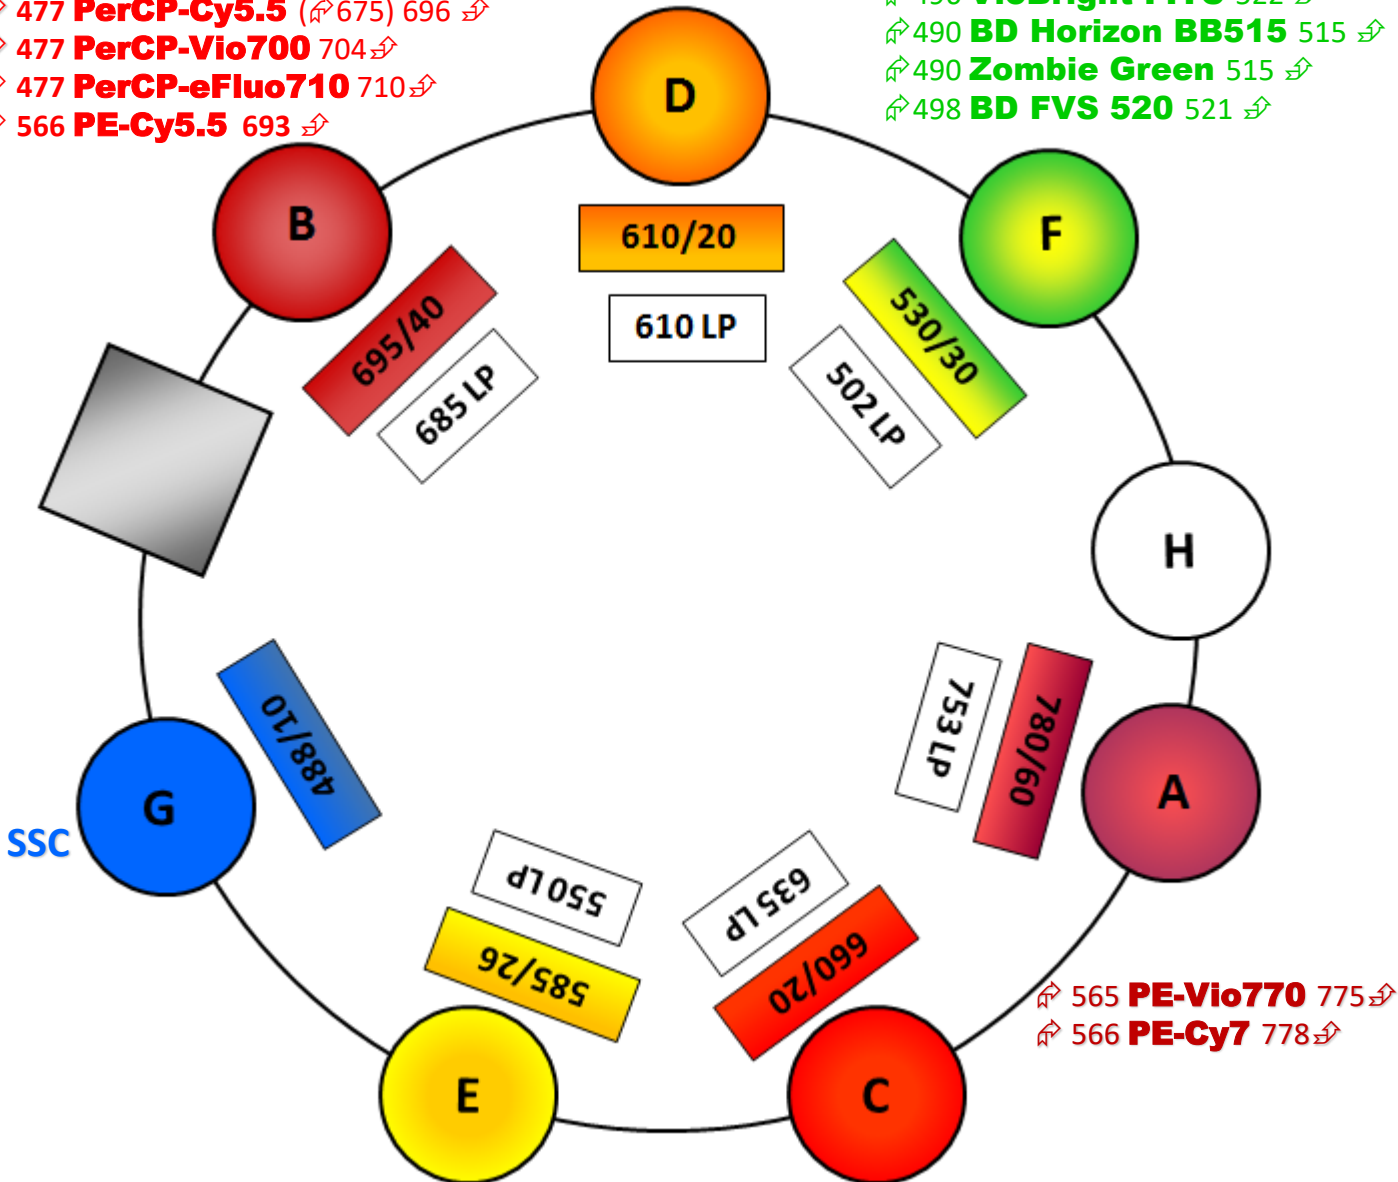 477 PerCP-Cy5.5 (675) 696
477 PerCP-Vio700 704
477 PerCP-eFluo710 710
566 PE-Cy5.5 693
490 BD Horizon BB515 515
490 Zombie Green 515
498 BD FVS 520 521
D
610/20
610 LP
B
695/40
685 LP
F
530/30
502 LP
H
753 LP
780/60
A
488/10
G
SSC
550 LP
585/26
E
635 LP
660/20
C
565 PE-Vio770 775
566 PE-Cy7 778